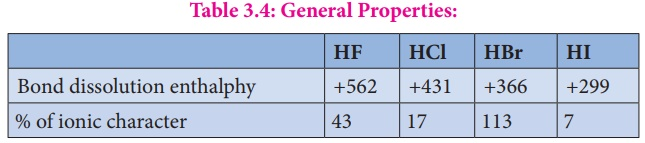 Table 3.4: General Properties:
HF HCl HBr HI
Bond dissolution enthalphy +562 +431 +366 +299
% of ionic character 43 17 113 7